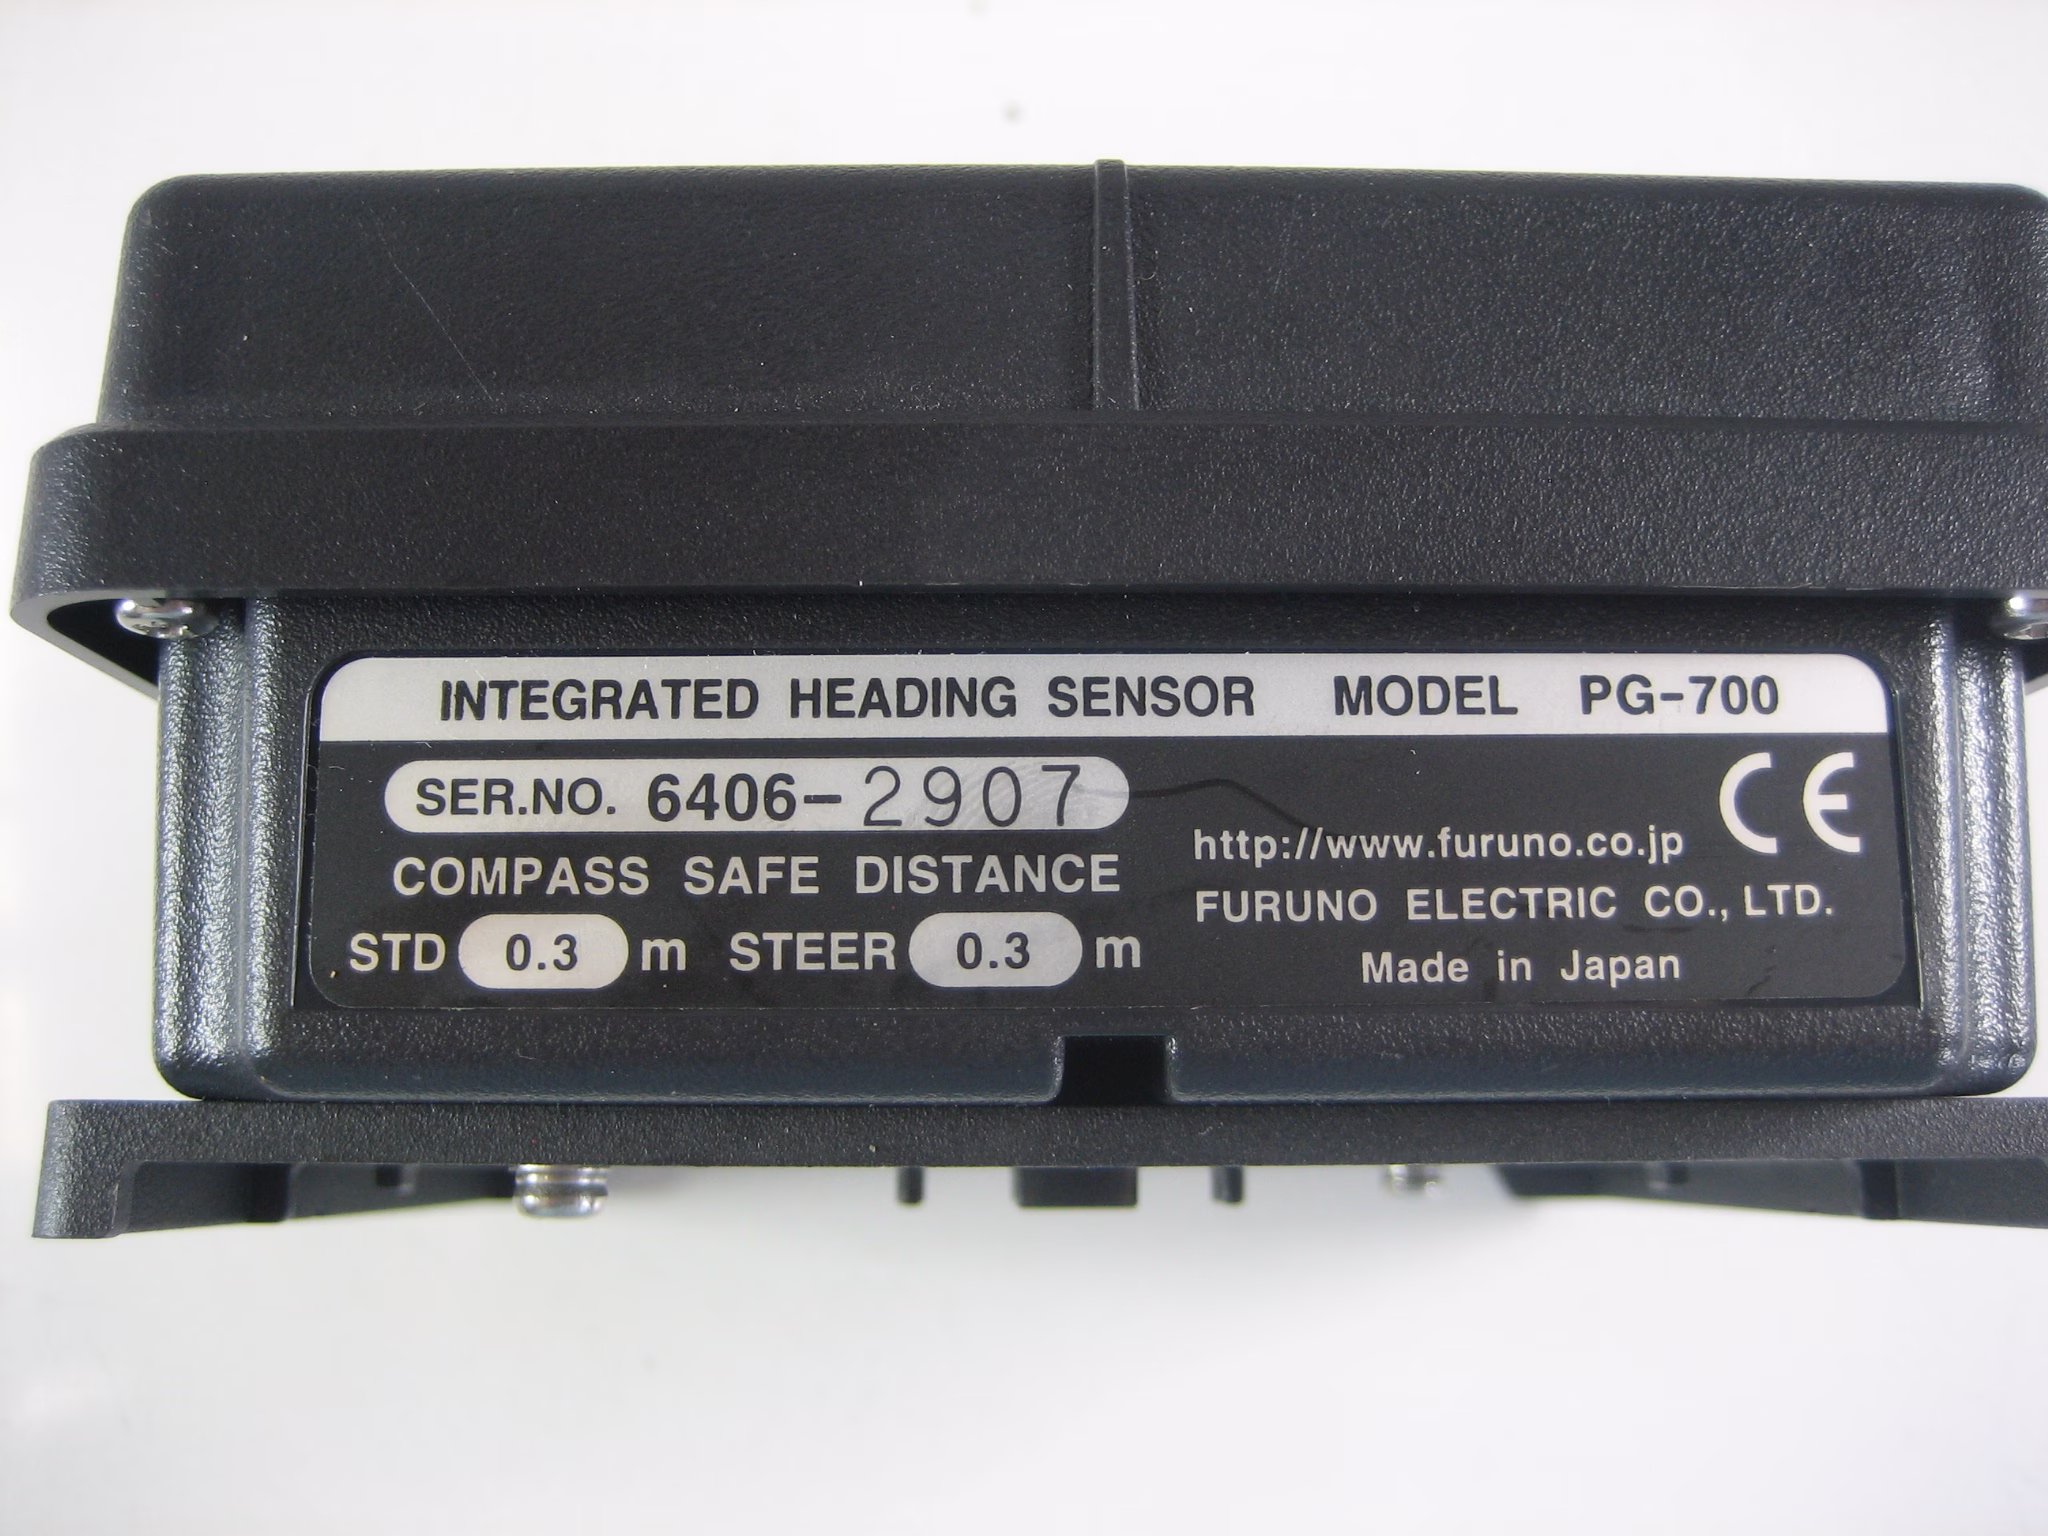 INTEGRATED HEADING SENSOR MODEL PG-700
SER.NO. 6406-2907
COMPASS SAFE DISTANCE
STD 0.3 m STEER 0.3 m
CE
http://www.furuno.co.jp
FURUNO ELECTRIC CO., LTD.
Made in Japan